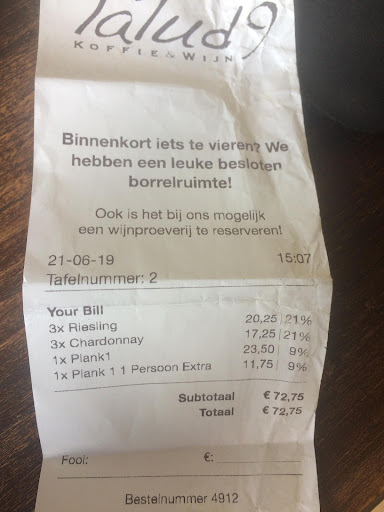 Talud9
KOFFIE & WIJN
Binnenkort iets te vieren? We
hebben een leuke besloten
borrelruimte!
Ook is het bij ons mogelijk
een wijnproeverij te reserveren!
21-06-19 15:07
Tafelnummer: 2
Your Bill
3x Riesling 20,25 | 21%
3x Chardonnay 17,25 | 21%
1x Plank1 23,50 | 9%
1x Plank 1 1 Persoon Extra 11,75 | 9%
Subtotaal € 72,75
Totaal € 72,75
Fooi: €:
Bestelnummer 4912